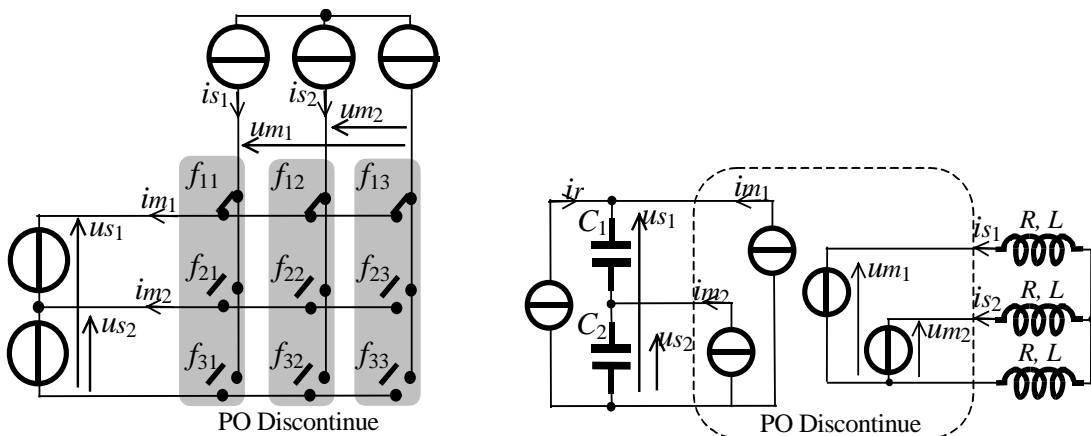 is1 is2 um2
um1
f11 f12 f13
im1
us1
f21 f22 f23
im2
us2
f31 f32 f33
PO Discontinue
ir im1
C1 us1
im2
C2 us2
um1
um2
is1 R, L
is2 R, L
R, L
PO Discontinue